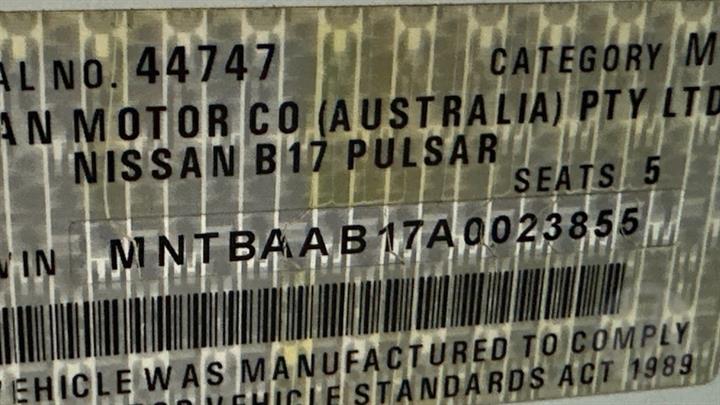 AL NO. 44747 CATEGORY M
AN MOTOR CO (AUSTRALIA) PTY LTD
NISSAN B17 PULSAR
SEATS 5
VIN MNTBAAB17A0023855
VEHICLE WAS MANUFACTURED TO COMPLY
VEHICLE STANDARDS ACT 1989